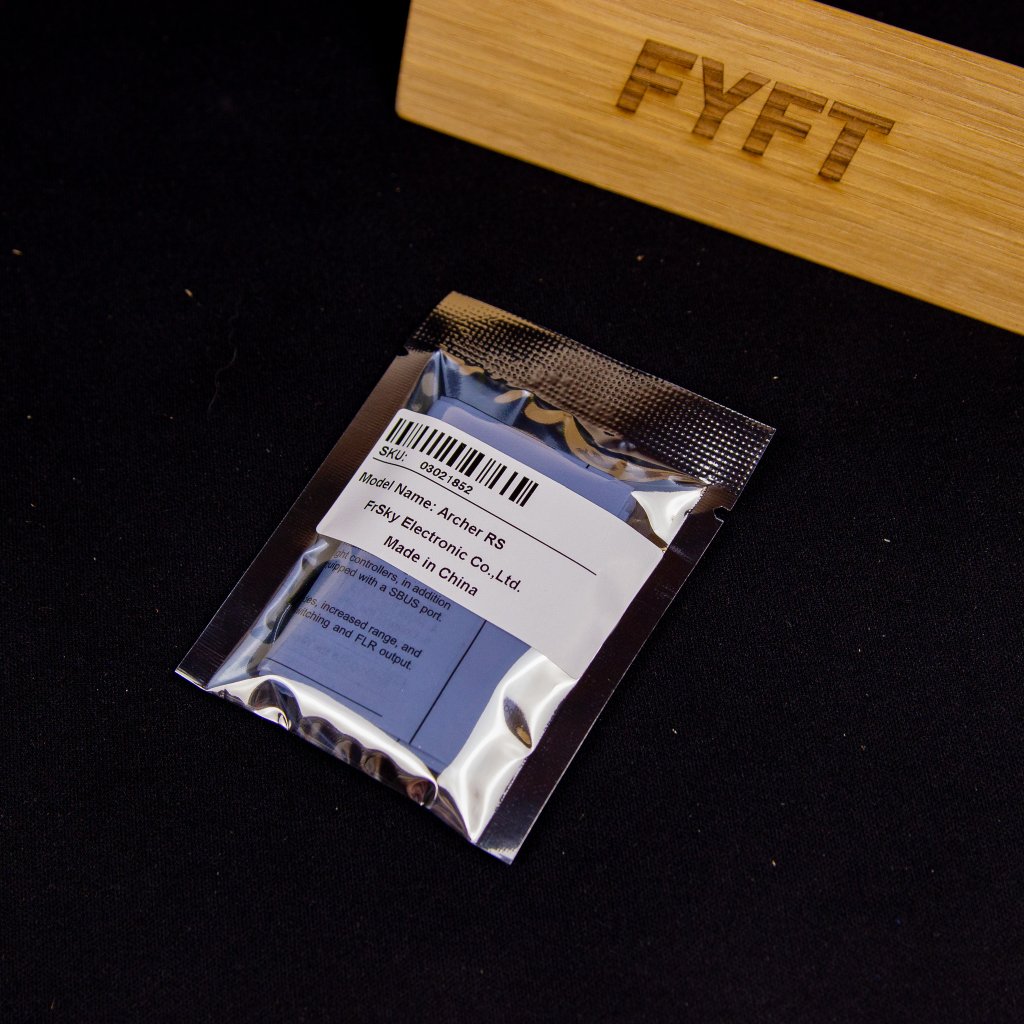 FYFT
SKU: 03021852
Model Name: Archer RS
FrSky Electronic Co.,Ltd.
Made in China
controllers, in addition
with a SBUS port.
increased range, and
and FLR output.